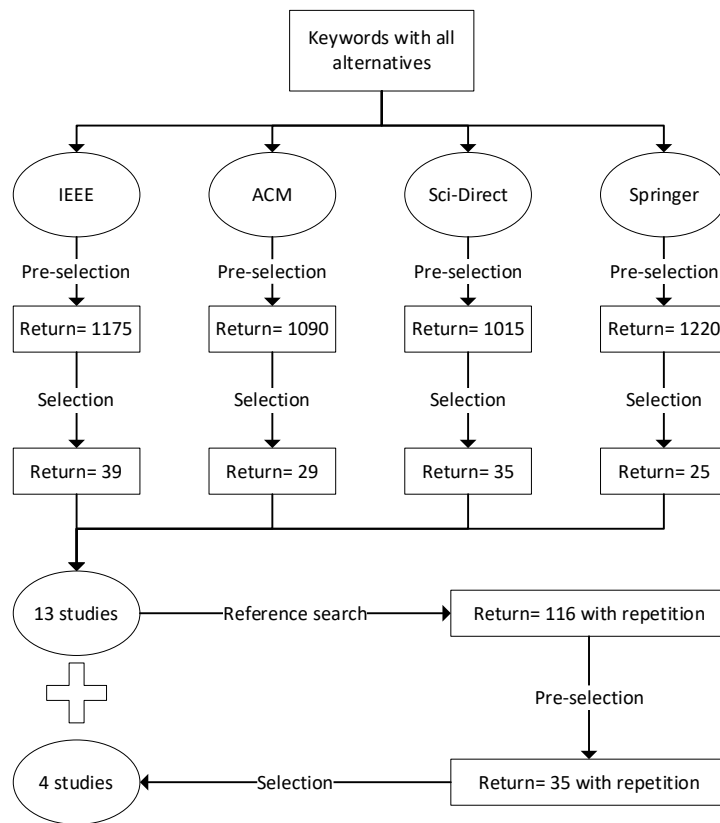 Keywords with all
alternatives
IEEE
ACM
Sci-Direct
Springer
Pre-selection
Pre-selection
Pre-selection
Pre-selection
Return= 1175
Return= 1090
Return= 1015
Return= 1220
Selection
Selection
Selection
Selection
Return= 39
Return= 29
Return= 35
Return= 25
13 studies
Reference search
Return= 116 with repetition
Pre-selection
4 studies
Selection
Return= 35 with repetition